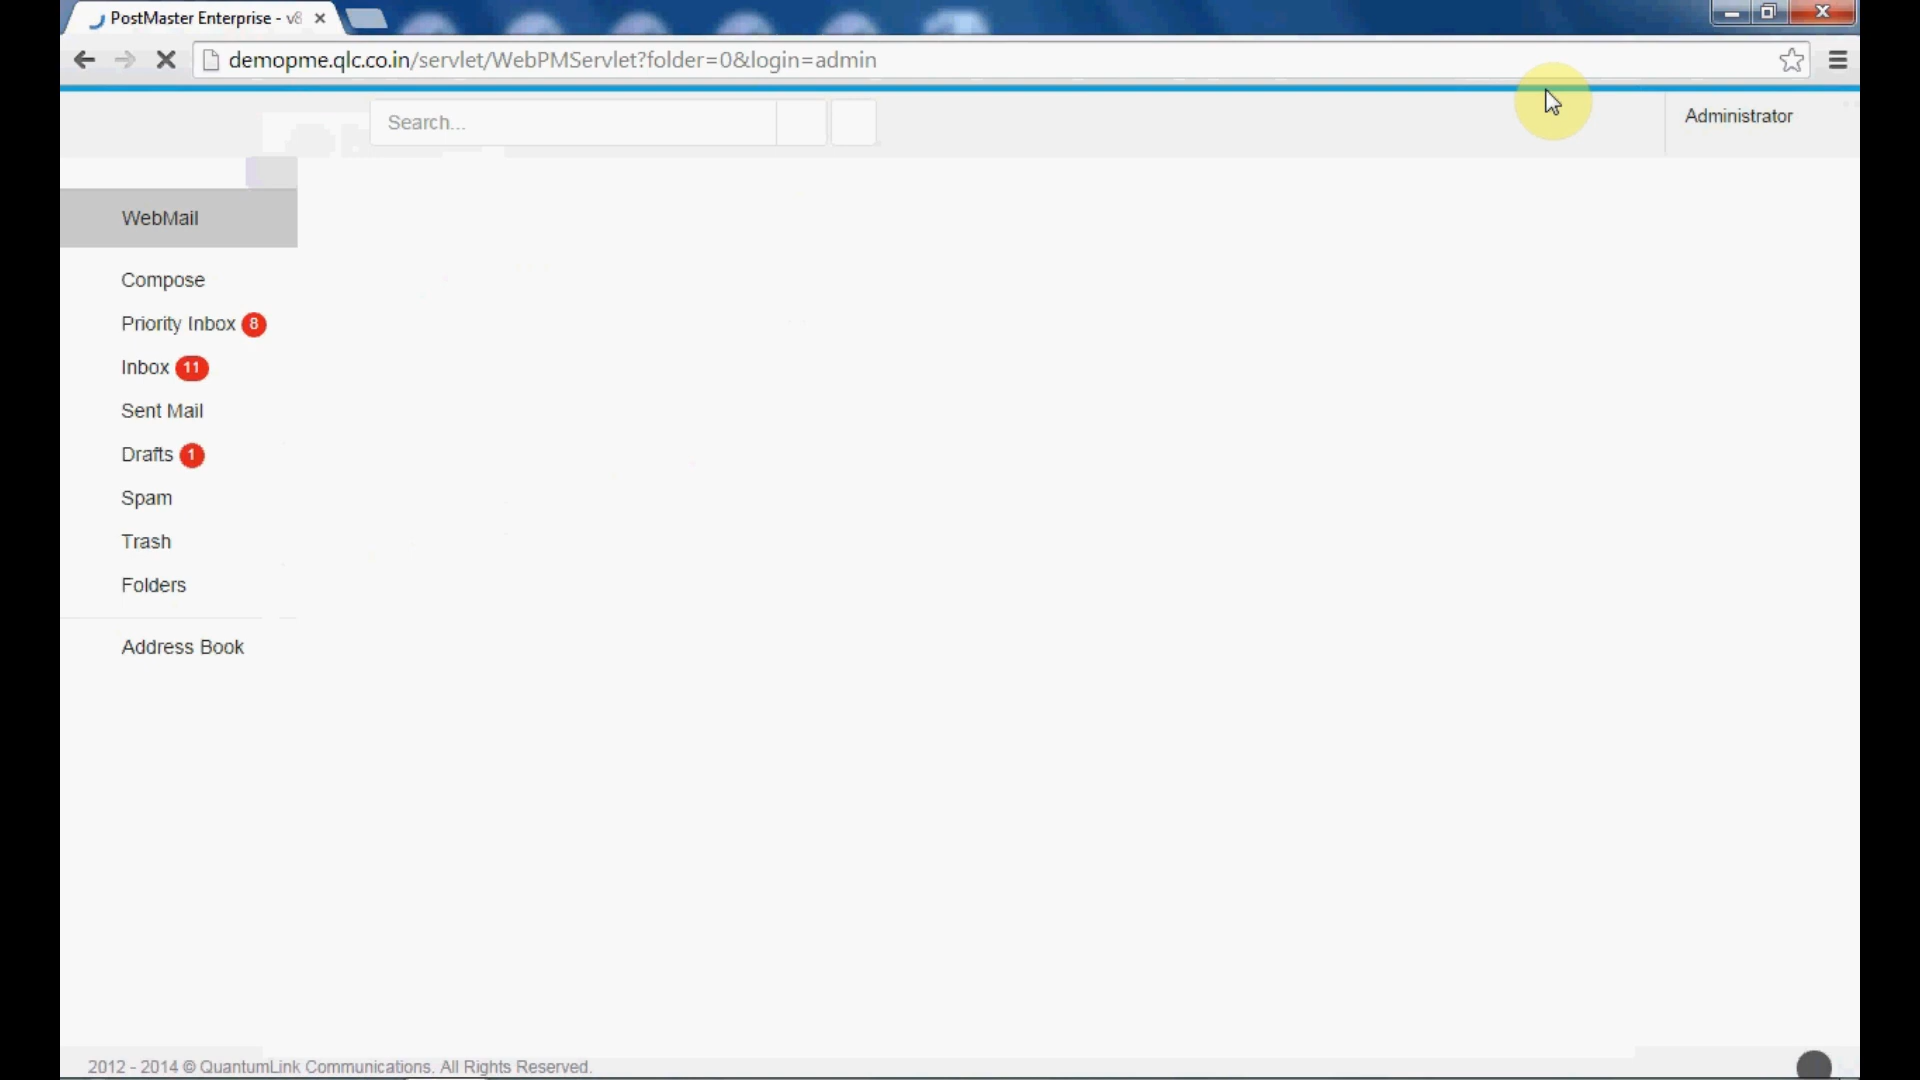 PostMaster Enterprise - v8
demopme.qlc.co.in/servlet/WebPMServlet?folder=0&login=admin
Search...
Administrator
WebMail
Compose
Priority Inbox 8
Inbox 11
Sent Mail
Drafts 1
Spam
Trash
Folders
Address Book
2012 - 2014 © QuantumLink Communications. All Rights Reserved.